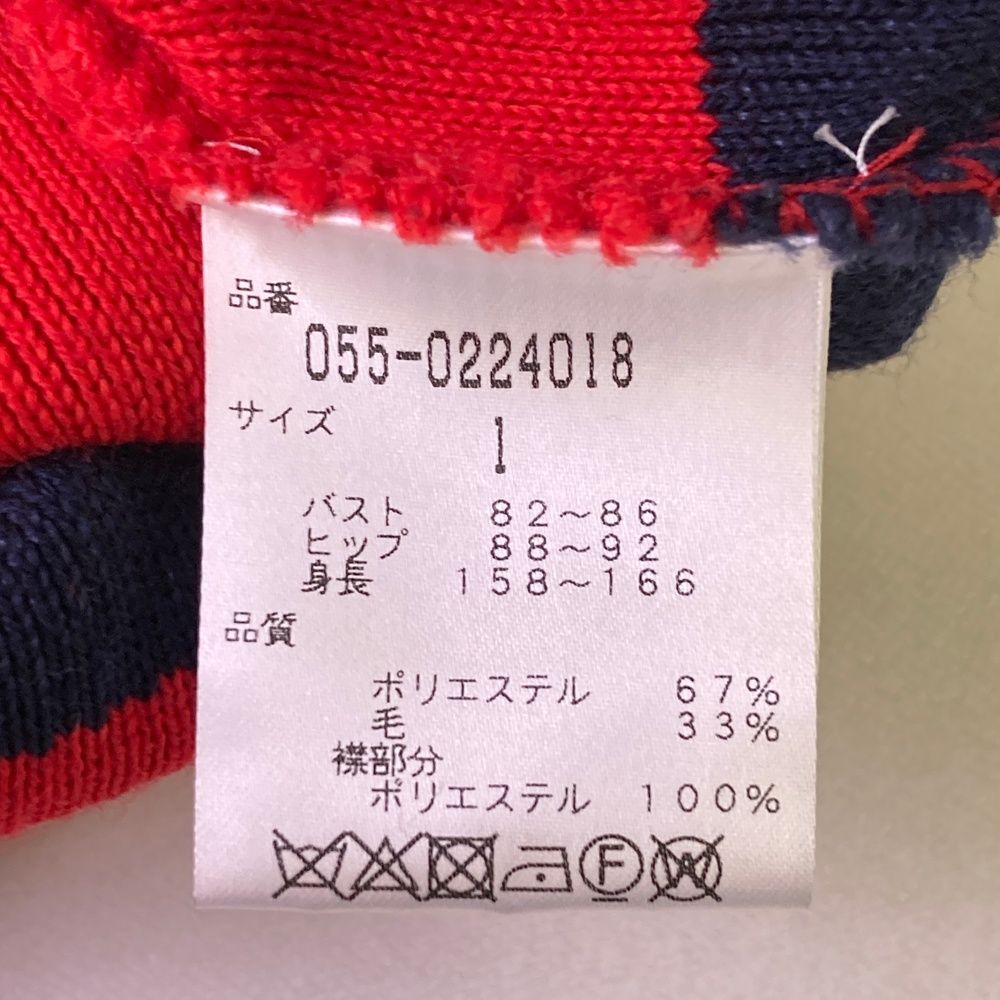 品番
055-0224018
サイズ 1
バスト 82~86
ヒップ 88~92
身長 158~166
品質
ポリエステル 67%
毛 33%
襟部分
ポリエステル 100%
F W